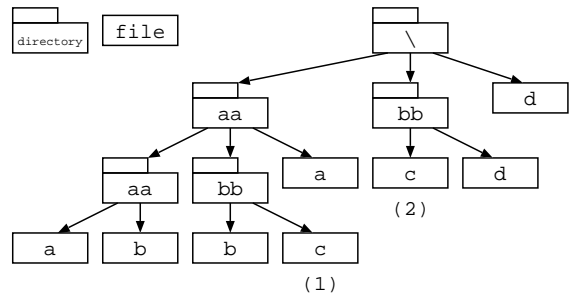 directory file \
aa bb d
aa bb a c d
(2)
a b b c
(1)